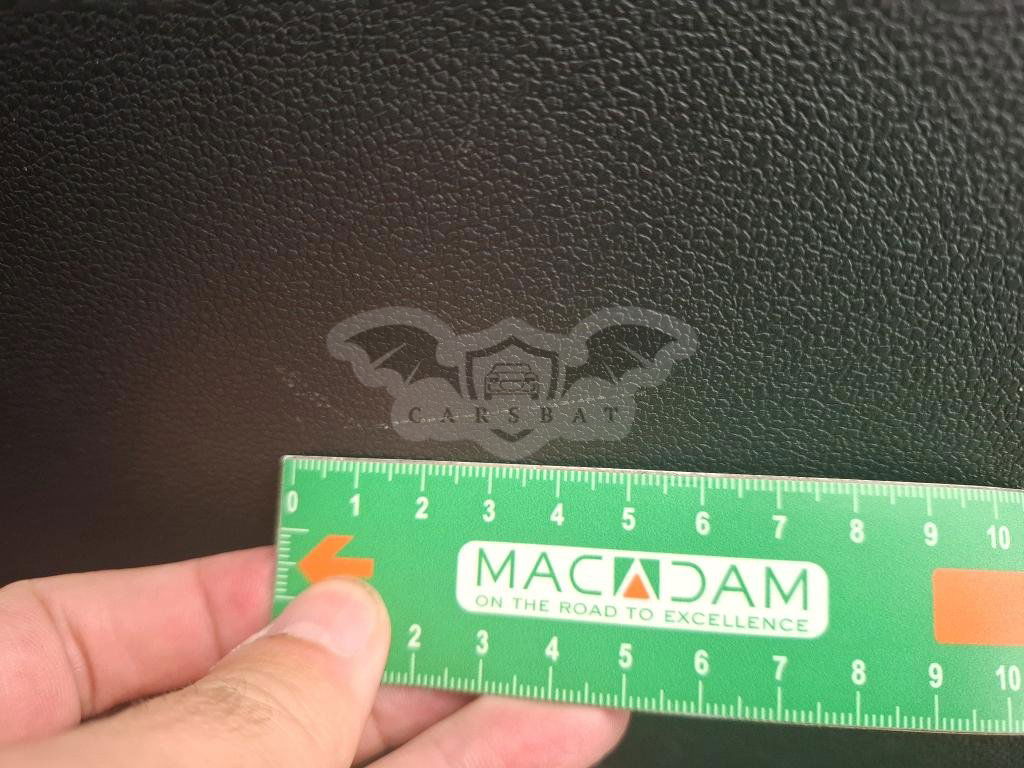 CARSBAT
0 1 2 3 4 5 6 7 8 9 10
MACADAM
ON THE ROAD TO EXCELLENCE
2 3 4 5 6 7 8 9 10